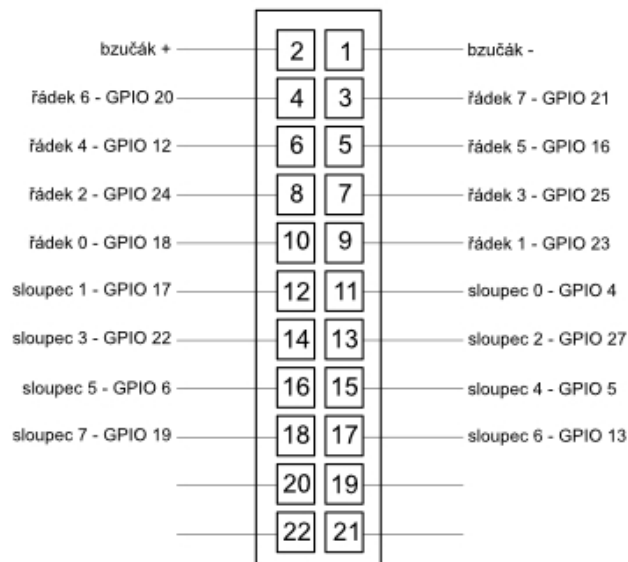 bzučák + 2 1 bzučák -
řádek 6 - GPIO 20 4 3 řádek 7 - GPIO 21
řádek 4 - GPIO 12 6 5 řádek 5 - GPIO 16
řádek 2 - GPIO 24 8 7 řádek 3 - GPIO 25
řádek 0 - GPIO 18 10 9 řádek 1 - GPIO 23
sloupec 1 - GPIO 17 12 11 sloupec 0 - GPIO 4
sloupec 3 - GPIO 22 14 13 sloupec 2 - GPIO 27
sloupec 5 - GPIO 6 16 15 sloupec 4 - GPIO 5
sloupec 7 - GPIO 19 18 17 sloupec 6 - GPIO 13
20 19
22 21